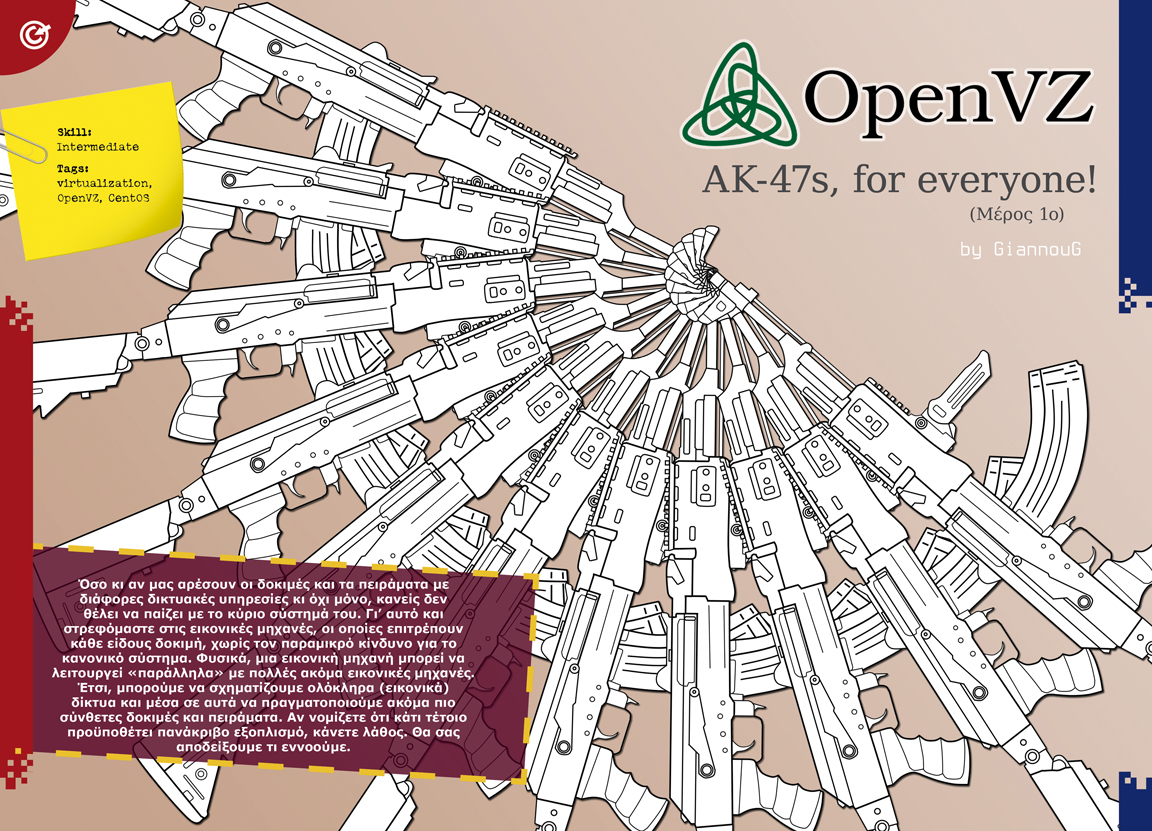 Skill:
Intermediate
Tags:
virtualization,
OpenVZ, CentOS
OpenVZ
AK-47s, for everyone!
(Μέρος 1ο)
by GiannouG
Όσο κι αν μας αρέσουν οι δοκιμές και τα πειράματα με
διάφορες δικτυακές υπηρεσίες κι όχι μόνο, κανείς δεν
θέλει να παίζει με το κύριο σύστημά του. Γι’ αυτό και
στρεφόμαστε στις εικονικές μηχανές, οι οποίες επιτρέπουν
κάθε είδους δοκιμή, χωρίς τον παραμικρό κίνδυνο για το
κανονικό σύστημα. Φυσικά, μια εικονική μηχανή μπορεί να
λειτουργεί «παράλληλα» με πολλές ακόμα εικονικές μηχανές.
Έτσι, μπορούμε να σχηματίζουμε ολόκληρα (εικονικά)
δίκτυα και μέσα σε αυτά να πραγματοποιούμε ακόμα πιο
σύνθετες δοκιμές και πειράματα. Αν νομίζετε ότι κάτι τέτοιο
προϋποθέτει πανάκριβο εξοπλισμό, κάνετε λάθος. Θα σας
αποδείξουμε τι εννοούμε.